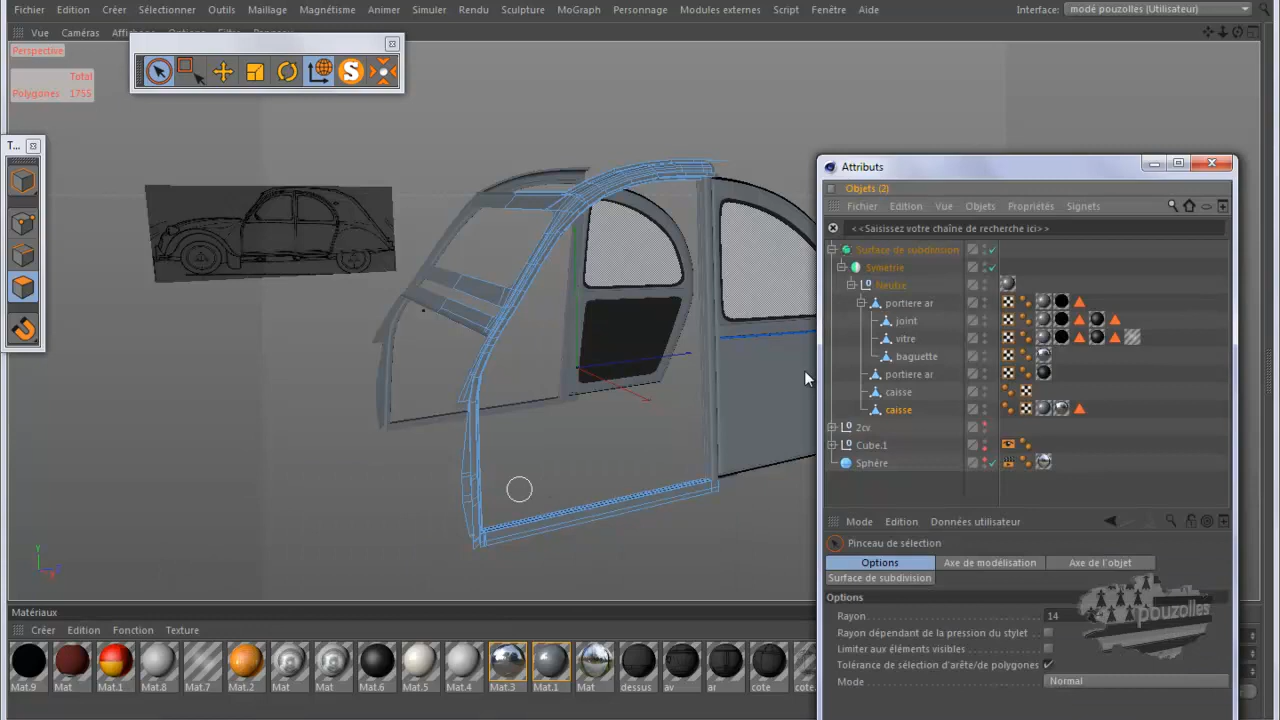 Fichier Edition Créer Sélectionner Outils Maillage Magnétisme Animer Simuler Rendu Sculpture MoGraph Personnage Modules externes Script Fenêtre Aide Interface: modé pouzolles (Utilisateur)
Vue Caméras
Perspective
Total
Polygones 1755
T...
Attributs
Objets (2)
Fichier Edition Vue Objets Propriétés Signets
<<Saisissez votre chaîne de recherche ici>>
Surface de subdivision
Symétrie
Neutre
portiere ar
joint
vitre
baguette
portiere ar
caisse
caisse
2cv
Cube.1
Sphère
Mode Edition Données utilisateur
Pinceau de sélection
Options Axe de modélisation Axe de l'objet
Surface de subdivision
Options
Rayon 14
Rayon dépendant de la pression du stylet
Limiter aux éléments visibles
Tolérance de sélection d'arête/de polygones
Mode Normal
pouzolles
Y
Matériaux
Créer Edition Fonction Texture
Mat.9 Mat Mat.1 Mat.8 Mat.7 Mat.2 Mat Mat Mat.6 Mat.5 Mat.4 Mat.3 Mat.1 Mat dessus av ar cote cote